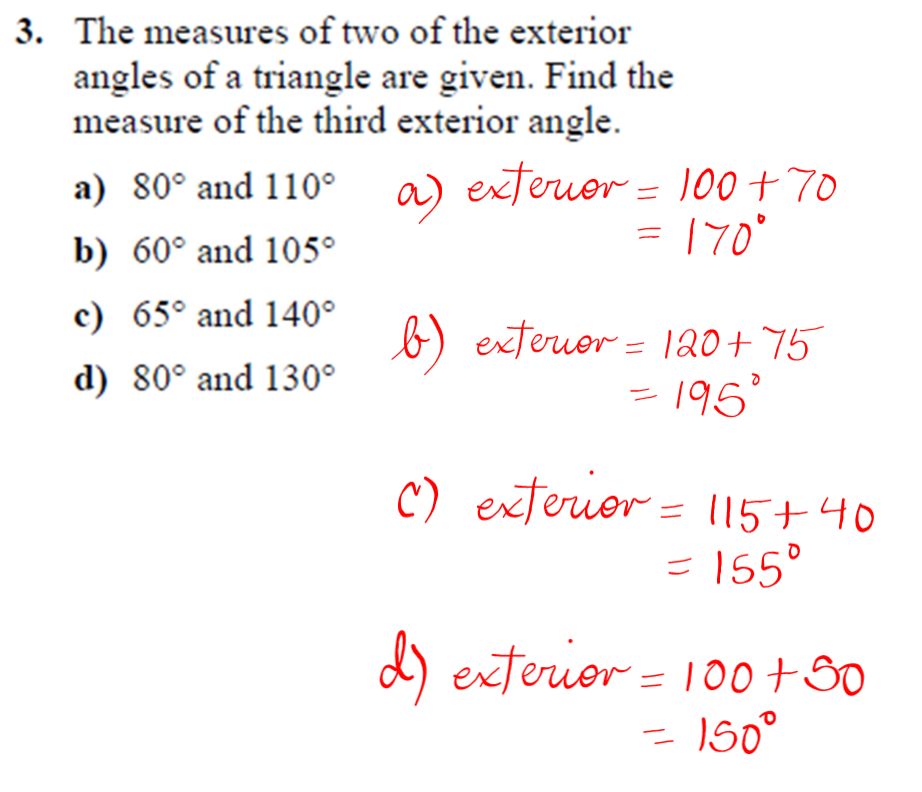 3. The measures of two of the exterior
angles of a triangle are given. Find the
measure of the third exterior angle.
a) 80° and 110°
b) 60° and 105°
c) 65° and 140°
d) 80° and 130°
a) exterior = 100 + 70
= 170°
b) exterior = 120 + 75
= 195°
c) exterior = 115 + 40
= 155°
d) exterior = 100 + 50
= 150°